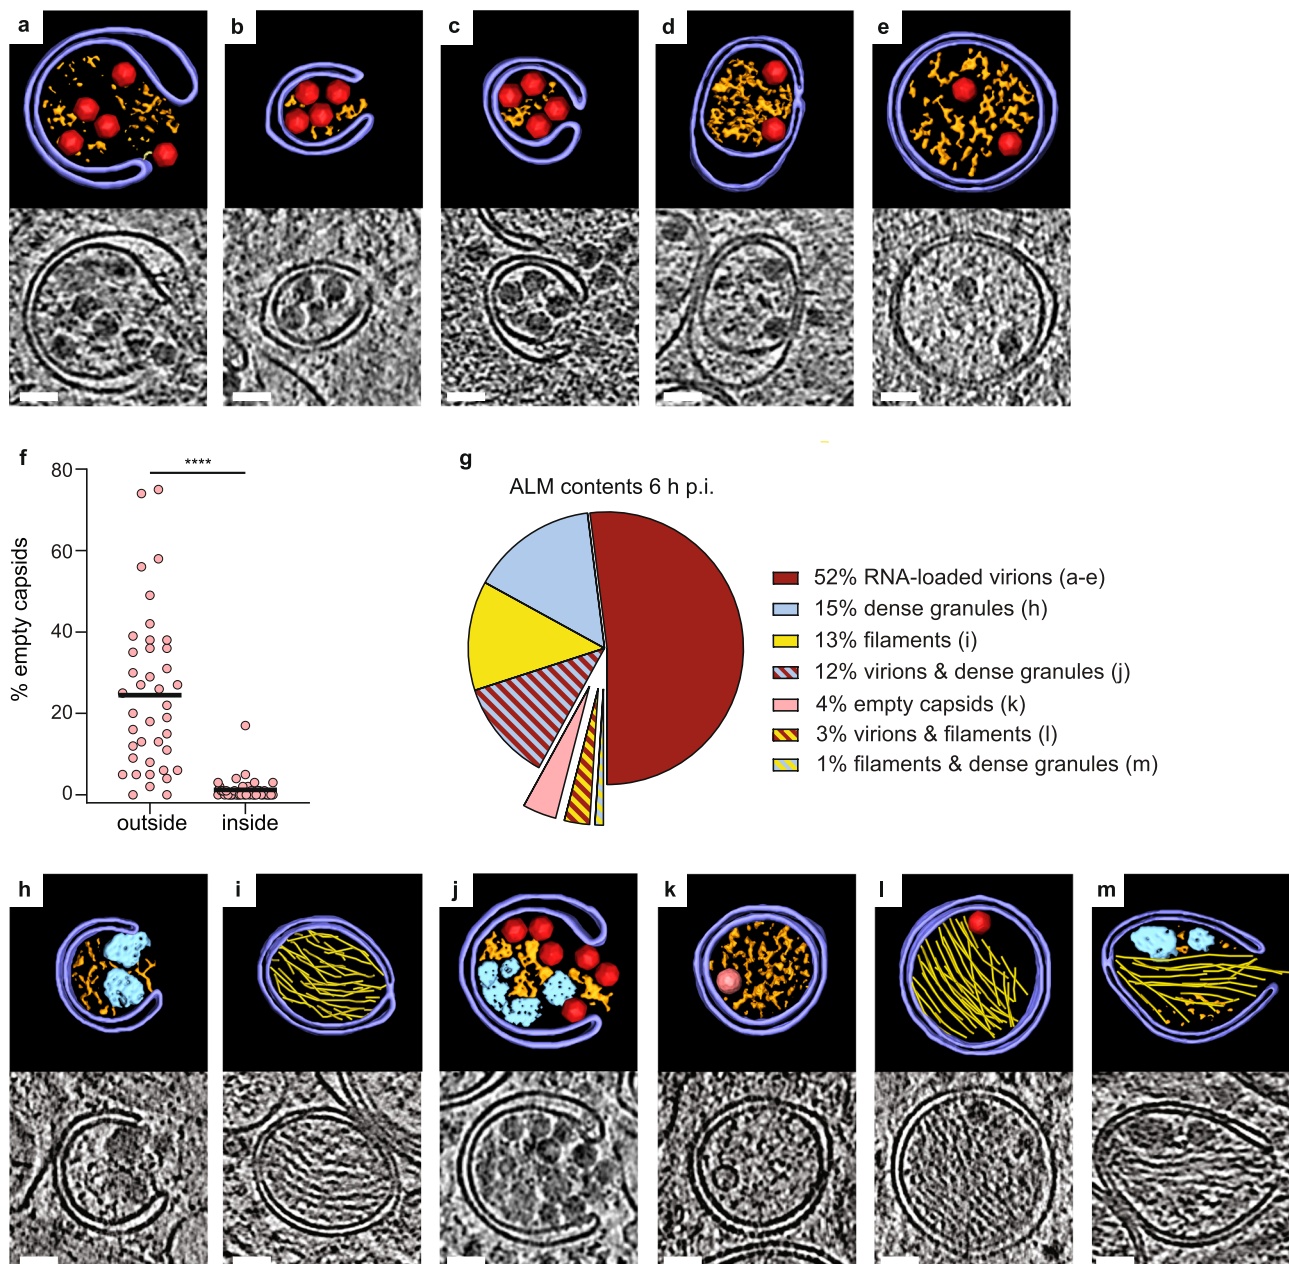 a
b
c
d
e
f
80
60
40
20
0
% empty capsids
****
outside
inside
g
ALM contents 6 h p.i.
52% RNA-loaded virions (a-e)
15% dense granules (h)
13% filaments (i)
12% virions & dense granules (j)
4% empty capsids (k)
3% virions & filaments (l)
1% filaments & dense granules (m)
h
i
j
k
l
m